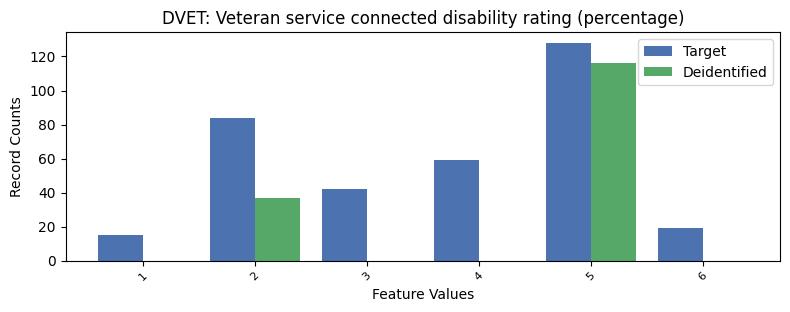 DVET: Veteran service connected disability rating (percentage)
Target
Deidentified
Record Counts
120
100
80
60
40
20
0
1 2 3 4 5 6
Feature Values